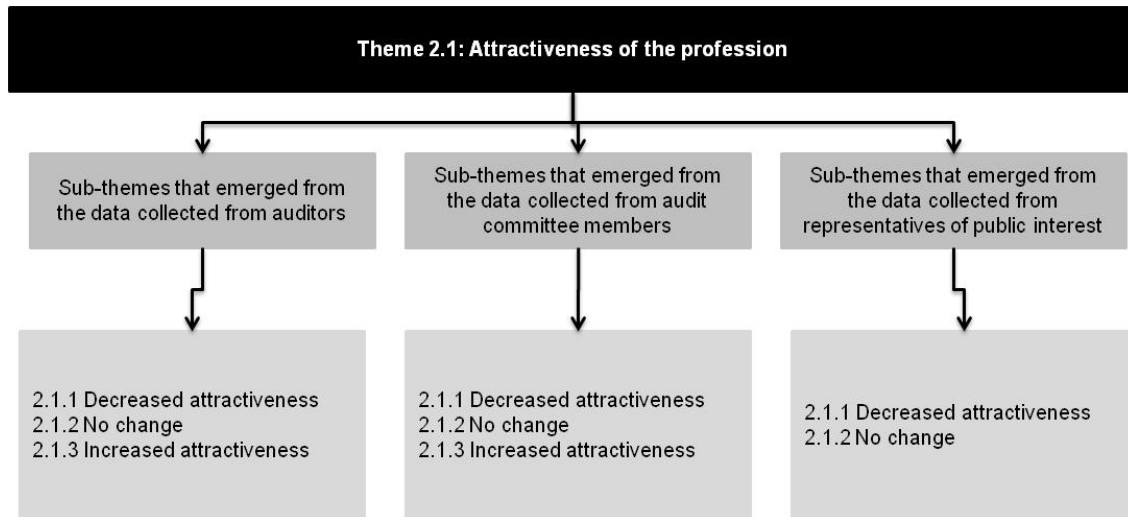 Theme 2.1: Attractiveness of the profession
Sub-themes that emerged from
the data collected from auditors
Sub-themes that emerged from
the data collected from audit
committee members
Sub-themes that emerged from
the data collected from
representatives of public interest
2.1.1 Decreased attractiveness
2.1.2 No change
2.1.3 Increased attractiveness
2.1.1 Decreased attractiveness
2.1.2 No change
2.1.3 Increased attractiveness
2.1.1 Decreased attractiveness
2.1.2 No change